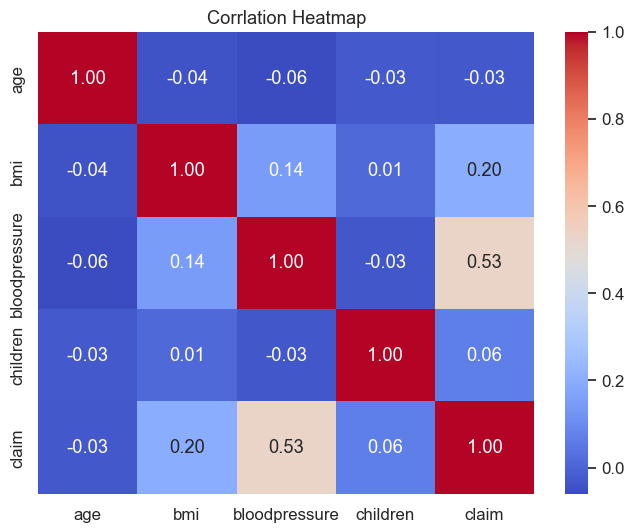 Corrlation Heatmap
age 1.00 -0.04 -0.06 -0.03 -0.03
bmi -0.04 1.00 0.14 0.01 0.20
bloodpressure -0.06 0.14 1.00 -0.03 0.53
children -0.03 0.01 -0.03 1.00 0.06
claim -0.03 0.20 0.53 0.06 1.00
age bmi bloodpressure children claim
1.0
0.8
0.6
0.4
0.2
0.0